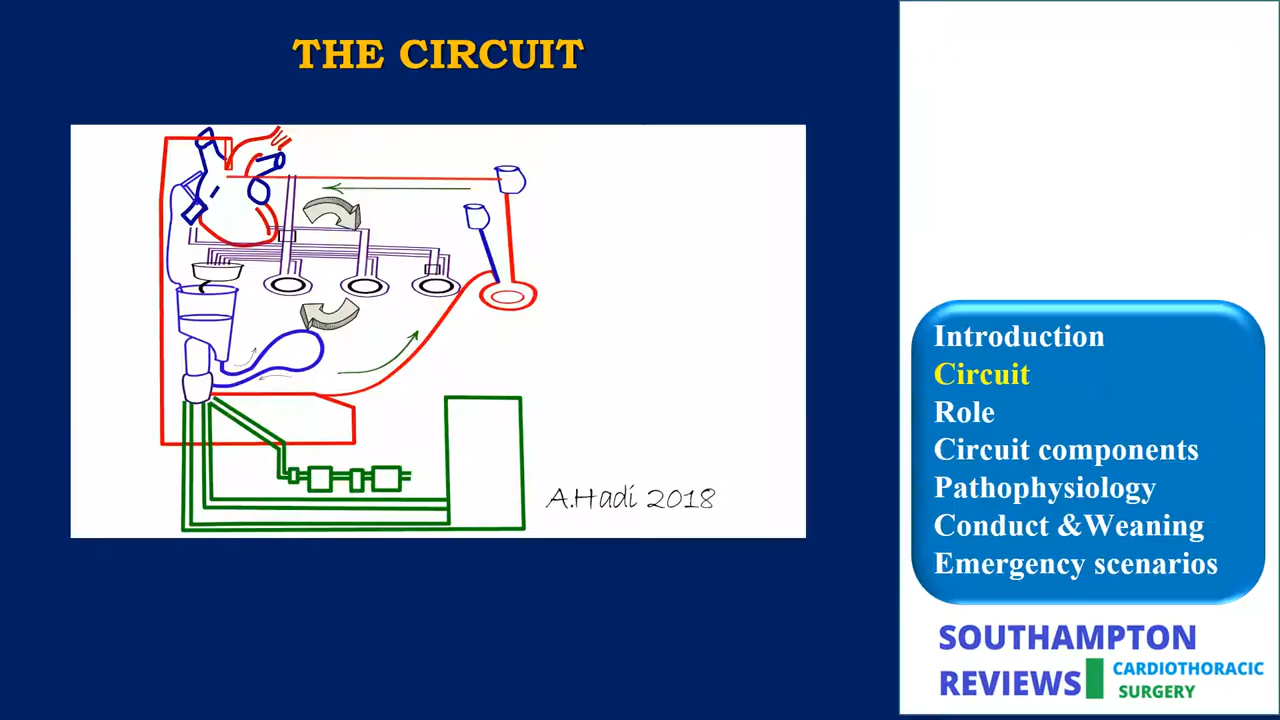 THE CIRCUIT
A.Hadi 2018
Introduction
Circuit
Role
Circuit components
Pathophysiology
Conduct &Weaning
Emergency scenarios
SOUTHAMPTON
REVIEWS
CARDIOTHORACIC
SURGERY